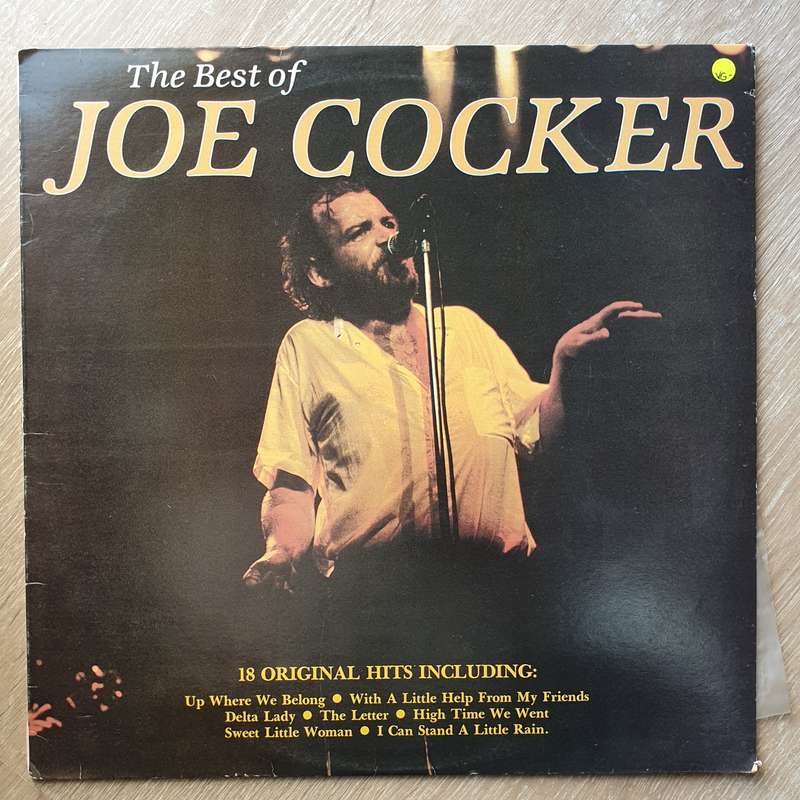 The Best of
JOE COCKER
VG-
18 ORIGINAL HITS INCLUDING:
Up Where We Belong ● With A Little Help From My Friends
Delta Lady ● The Letter ● High Time We Went
Sweet Little Woman ● I Can Stand A Little Rain.